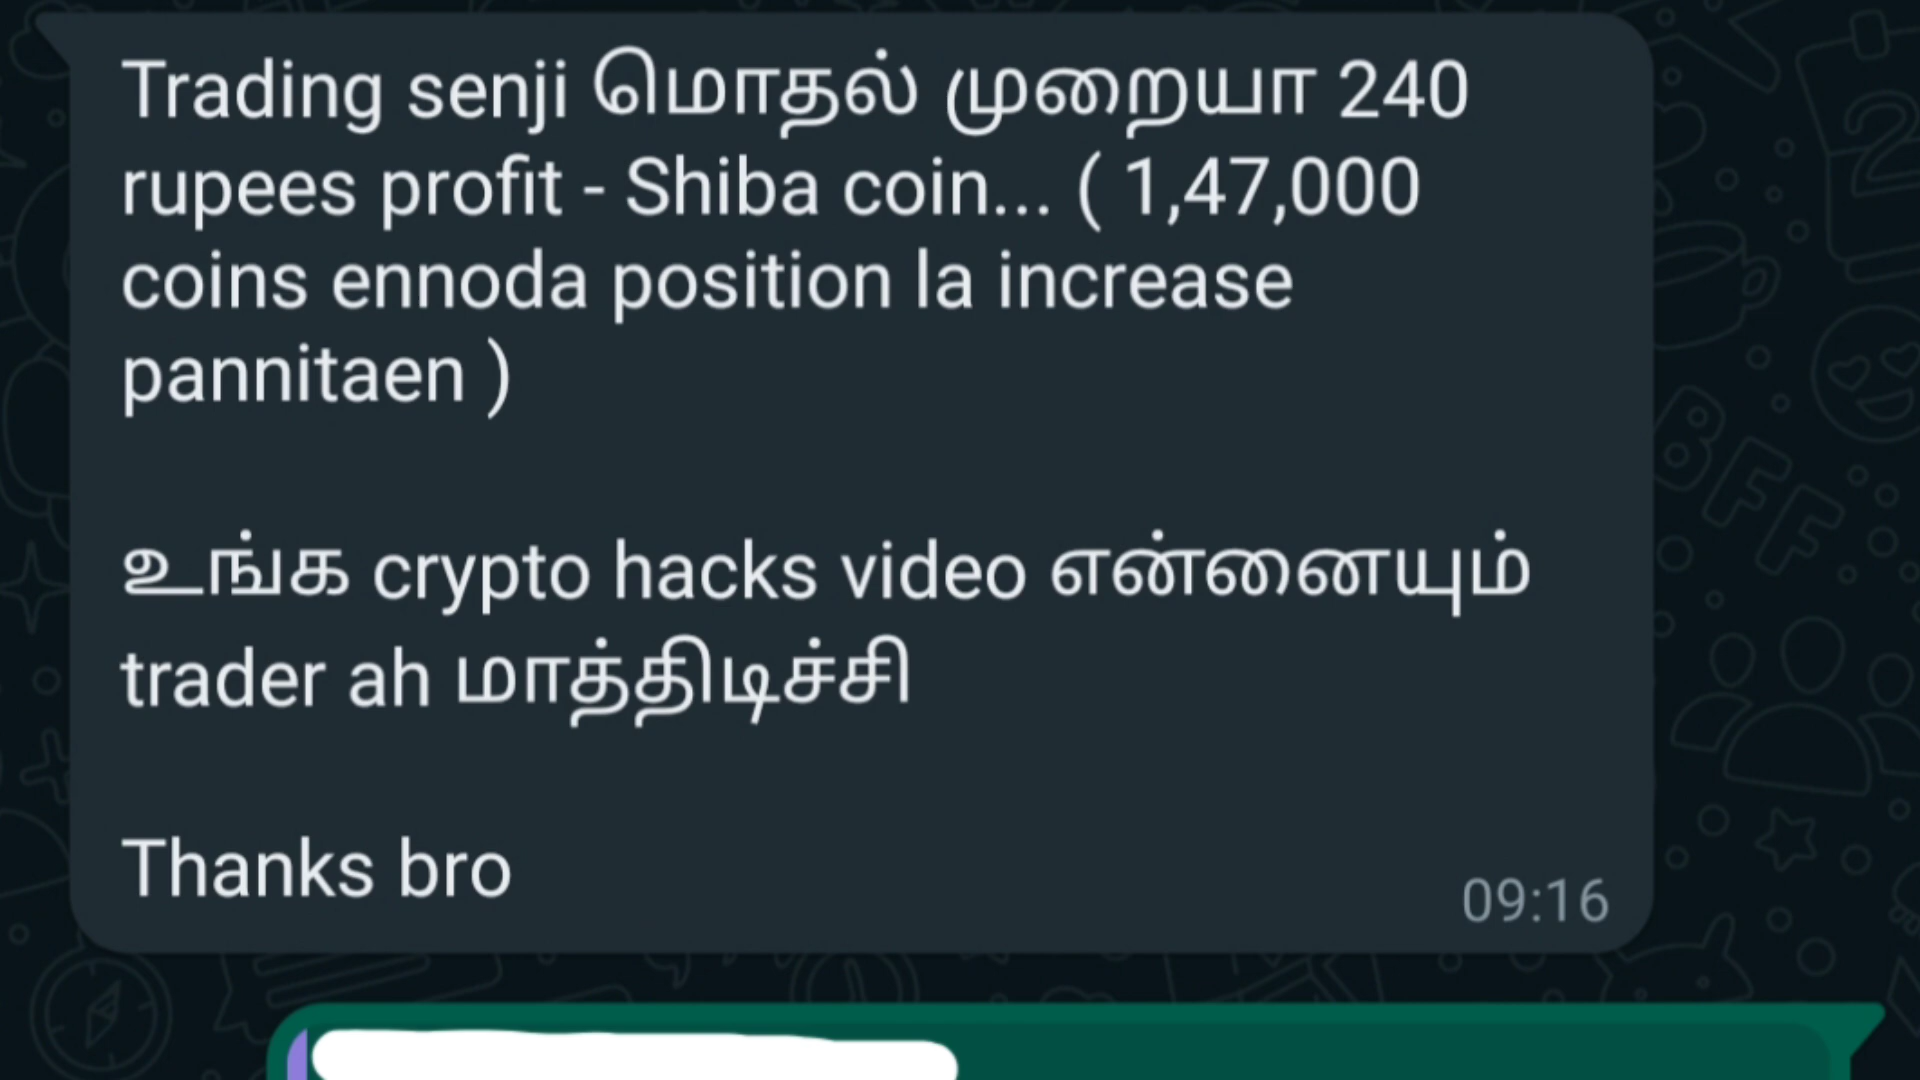 Trading senji மொதல் முறையா 240
rupees profit - Shiba coin... ( 1,47,000
coins ennoda position la increase
pannitaen )
உங்க crypto hacks video என்னையும்
trader ah மாத்திடிச்சி
Thanks bro
09:16